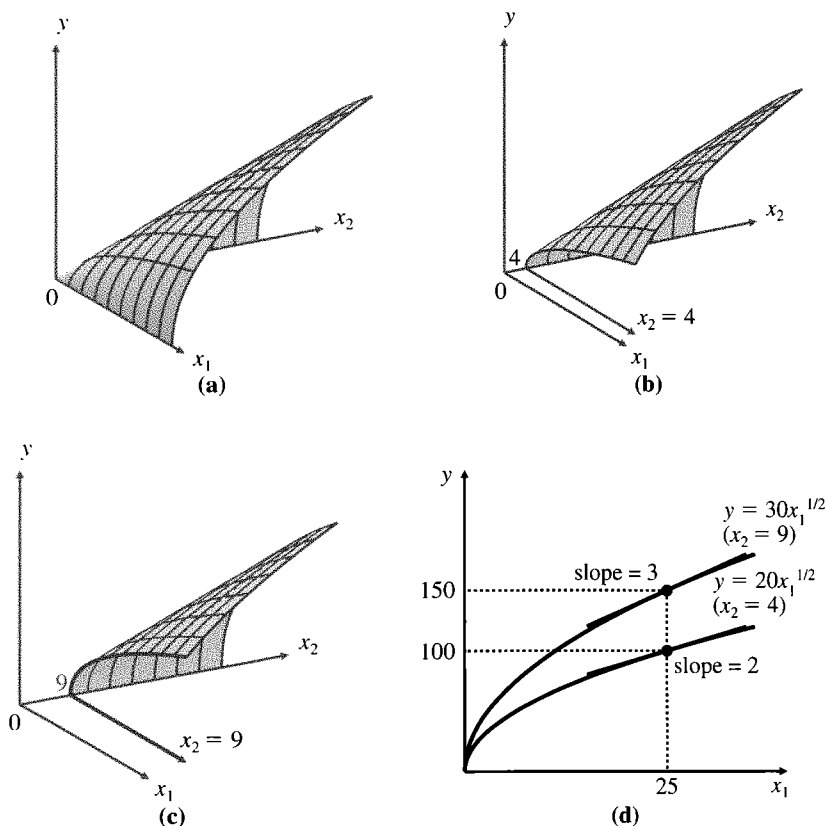 y
x₂
0
x₁
(a)
y
x₂
4
0
x₂ = 4
x₁
(b)
y
x₂
9
0
x₂ = 9
x₁
(c)
y
y = 30x₁^1/2
(x₂ = 9)
slope = 3
150
y = 20x₁^1/2
(x₂ = 4)
100
slope = 2
25
x₁
(d)